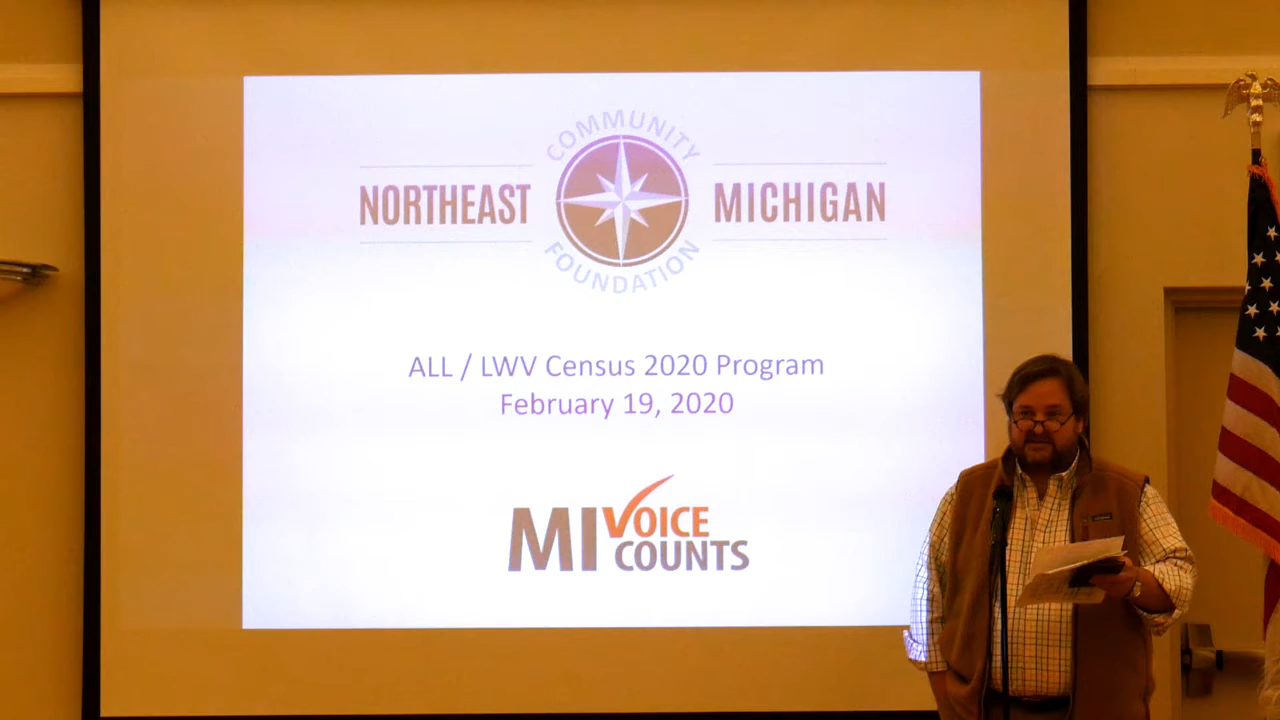 COMMUNITY
NORTHEAST MICHIGAN
FOUNDATION
ALL / LWV Census 2020 Program
February 19, 2020
MI VOICE
COUNTS